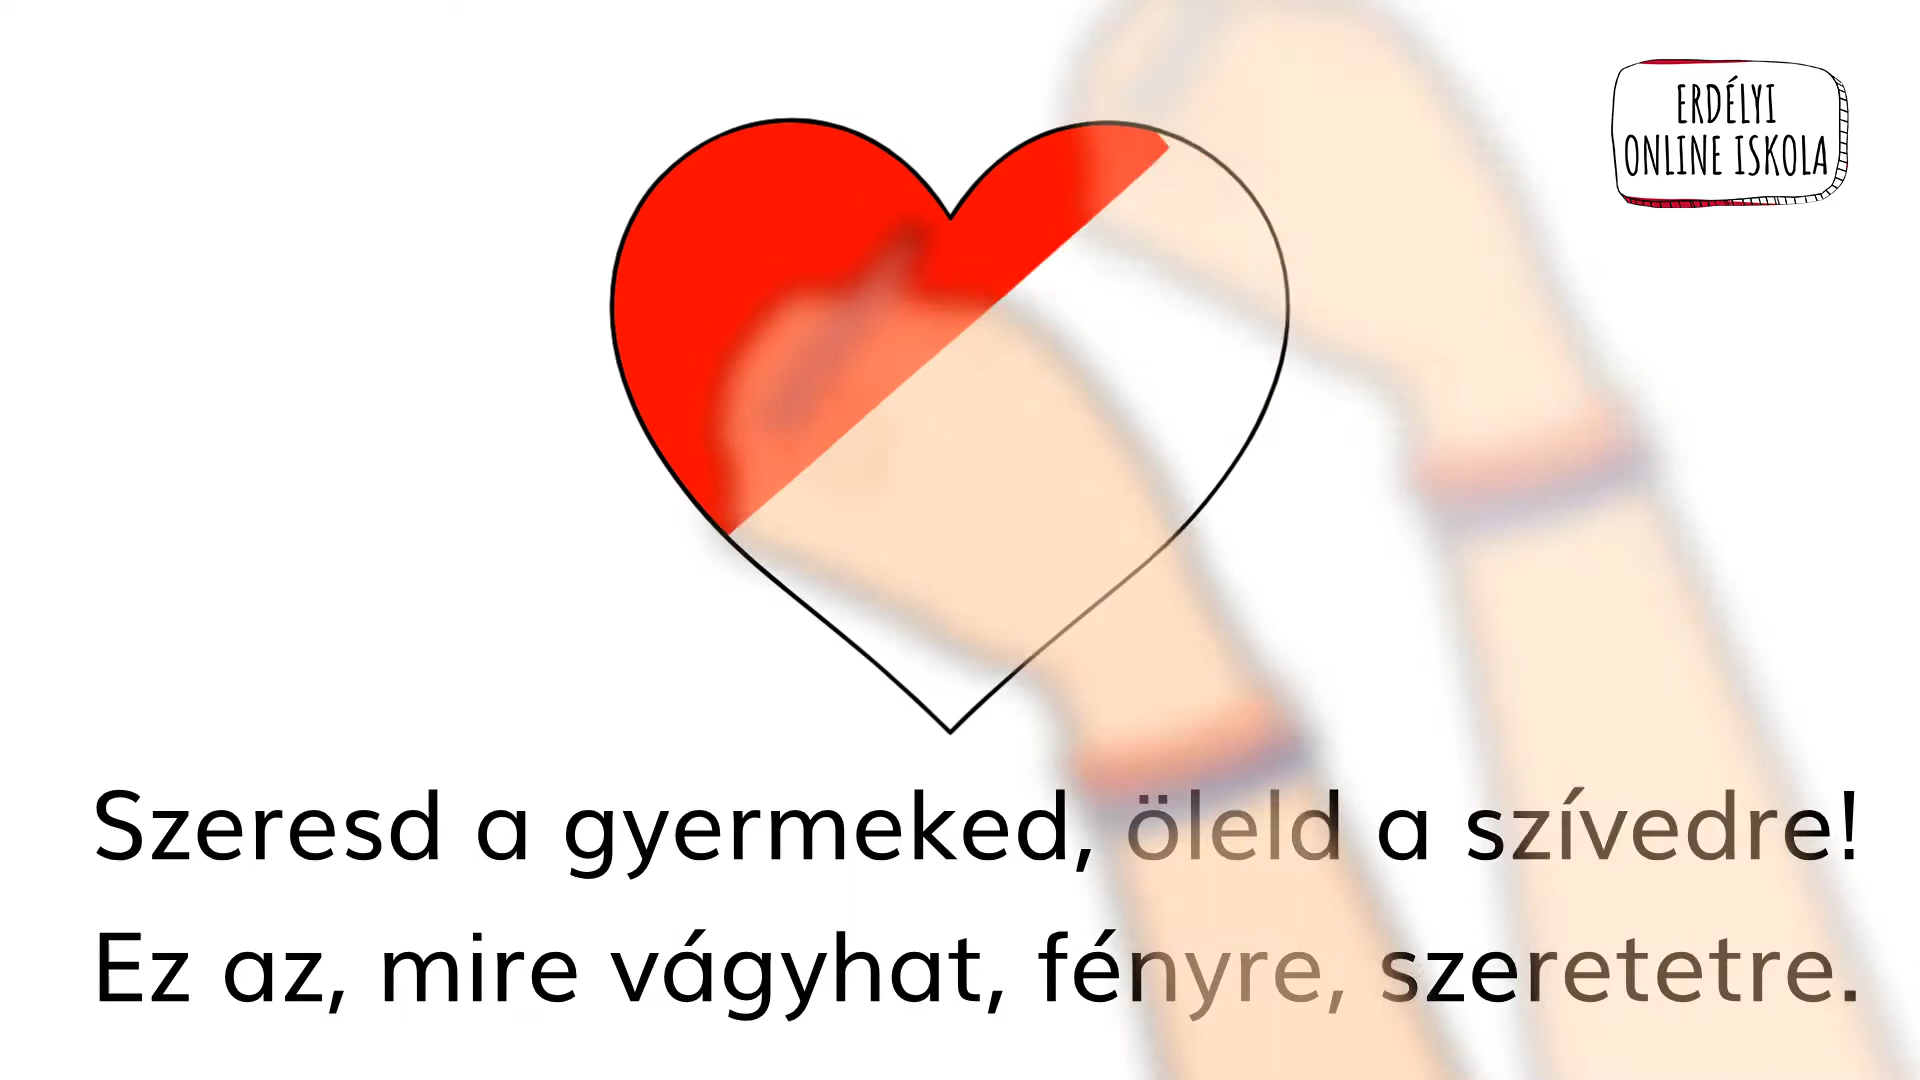 ERDÉLYI
ONLINE ISKOLA
Szeresd a gyermeked, öleld a szívedre!
Ez az, mire vágyhat, fényre, szeretetre.